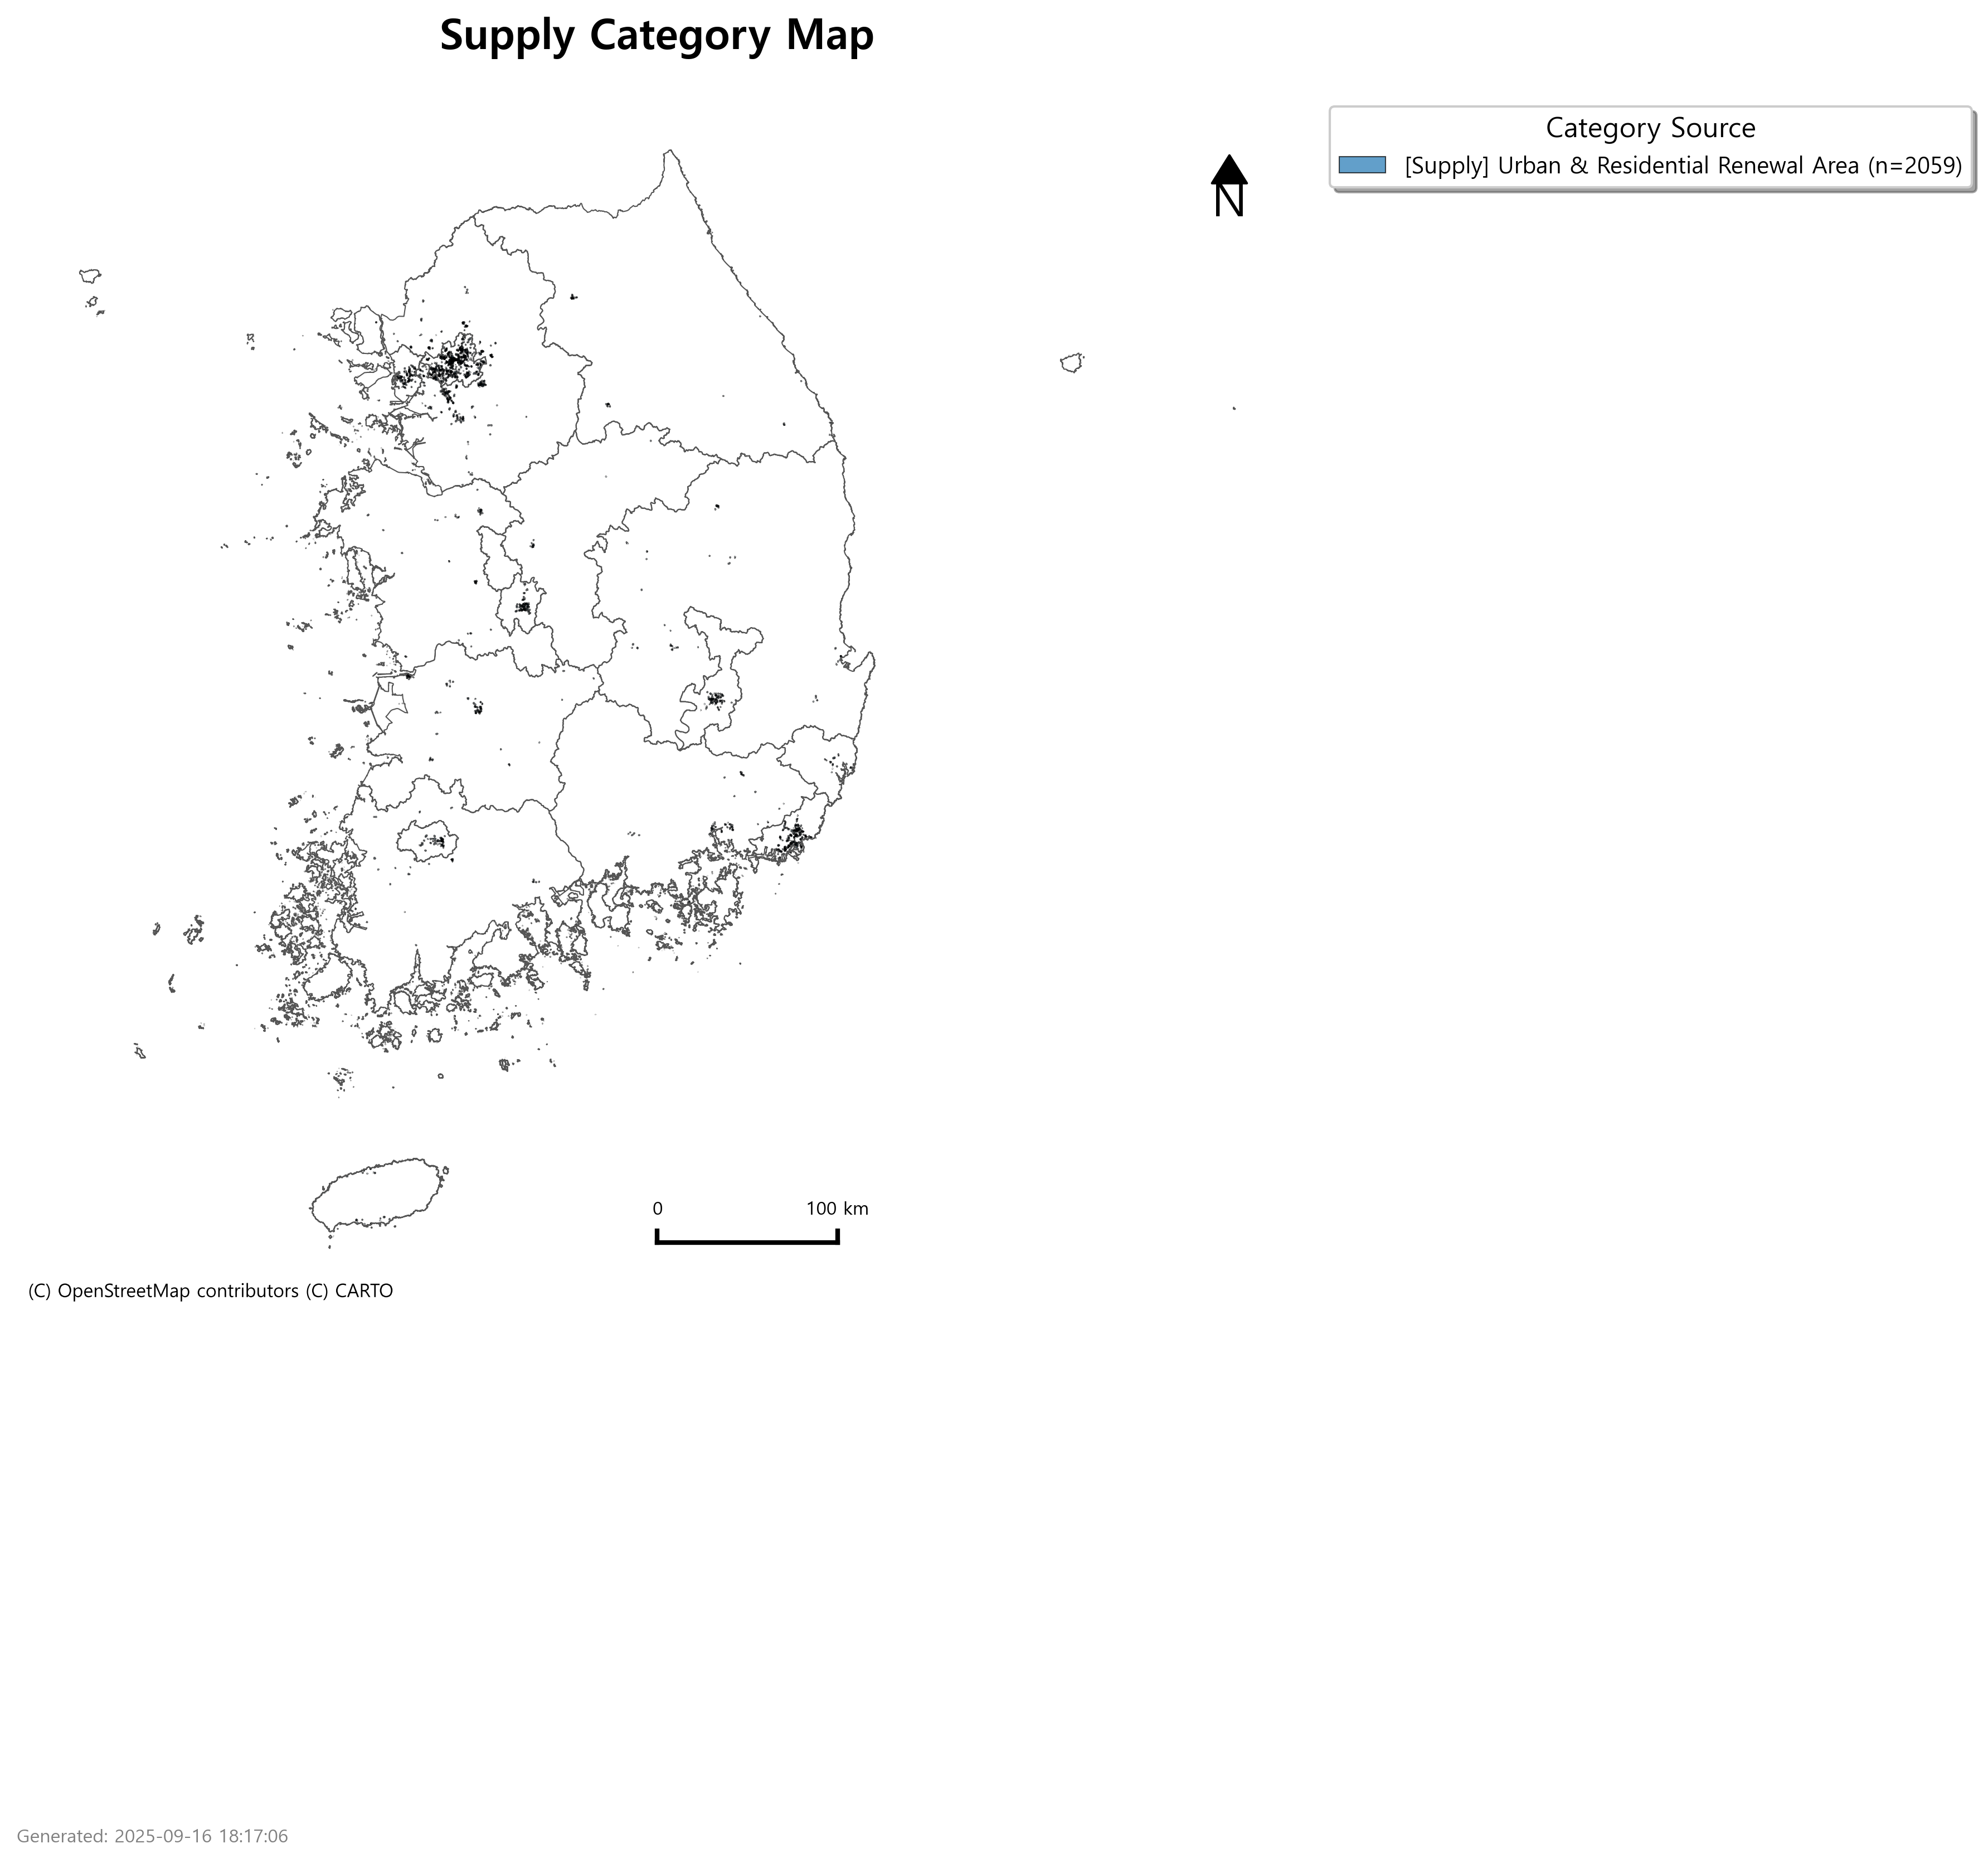 Supply Category Map
Category Source
[Supply] Urban & Residential Renewal Area (n=2059)
N
0 100 km
(C) OpenStreetMap contributors (C) CARTO
Generated: 2025-09-16 18:17:06